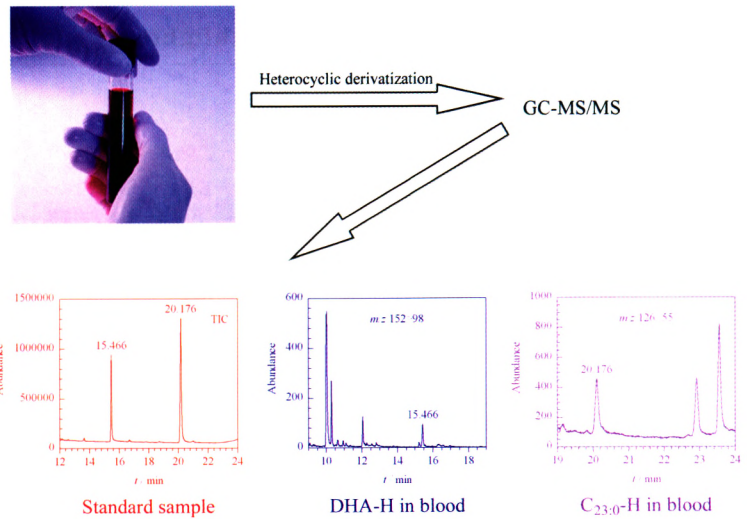 Heterocyclic derivatization
GC-MS/MS
1500000
1000000
500000
0
Abundance
15.466
20 176
TIC
12 14 16 18 20 22 24
t / min
Standard sample
600
400
200
0
Abundance
m/z 152 98
15.466
10 12 14 16 18
t / min
DHA-H in blood
1000
800
600
400
200
0
Abundance
m/z 126 55
20 176
19 20 21 22 23 24
t / min
C23:0-H in blood